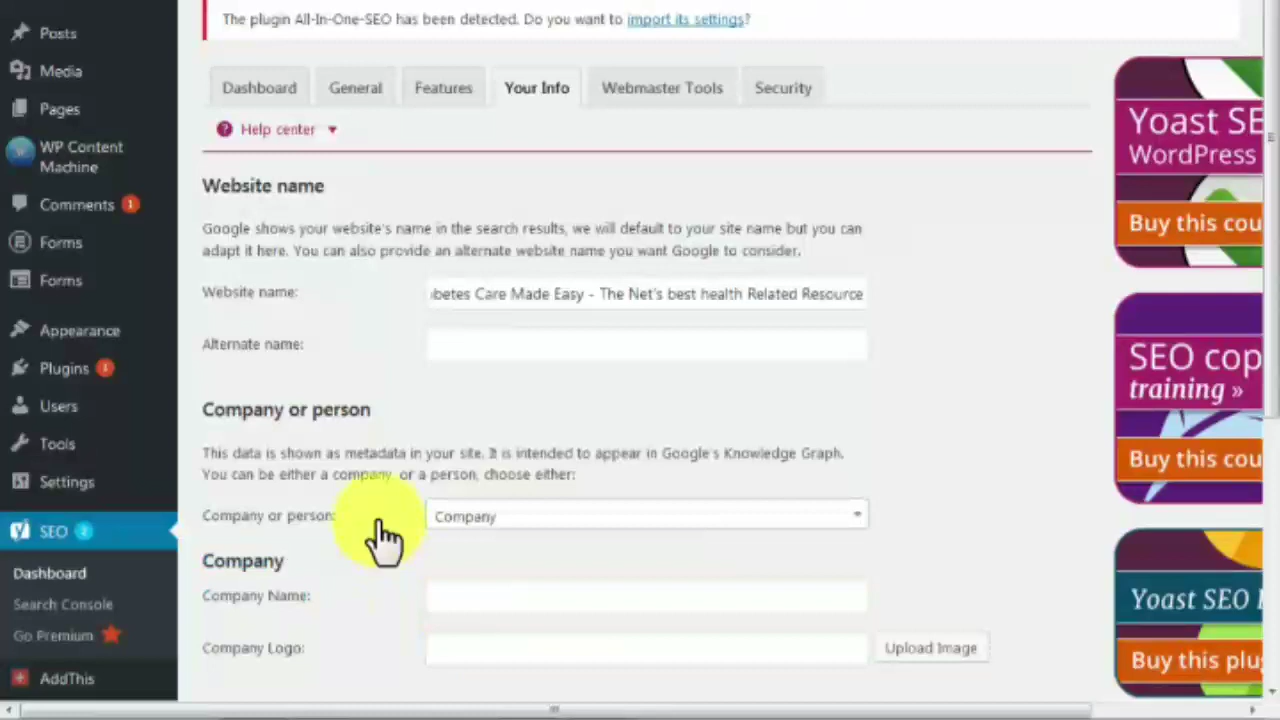 The plugin All-In-One-SEO has been detected. Do you want to import its settings?
Posts
Media
Pages
WP Content
Machine
Comments 1
Forms
Forms
Appearance
Plugins 1
Users
Tools
Settings
SEO 2
Dashboard
Search Console
Go Premium
AddThis
Dashboard
General
Features
Your Info
Webmaster Tools
Security
? Help center
Website name
Google shows your website's name in the search results, we will default to your site name but you can
adapt it here. You can also provide an alternate website name you want Google to consider.
Website name:
betes Care Made Easy - The Net's best health Related Resource
Alternate name:
Company or person
This data is shown as metadata in your site. It is intended to appear in Google's Knowledge Graph.
You can be either a company, or a person, choose either:
Company or person:
Company
Company
Company Name:
Company Logo:
Upload Image
Yoast SE
WordPress
Buy this cou
SEO cop
training »
Buy this cou
Yoast SEO
Buy this plu